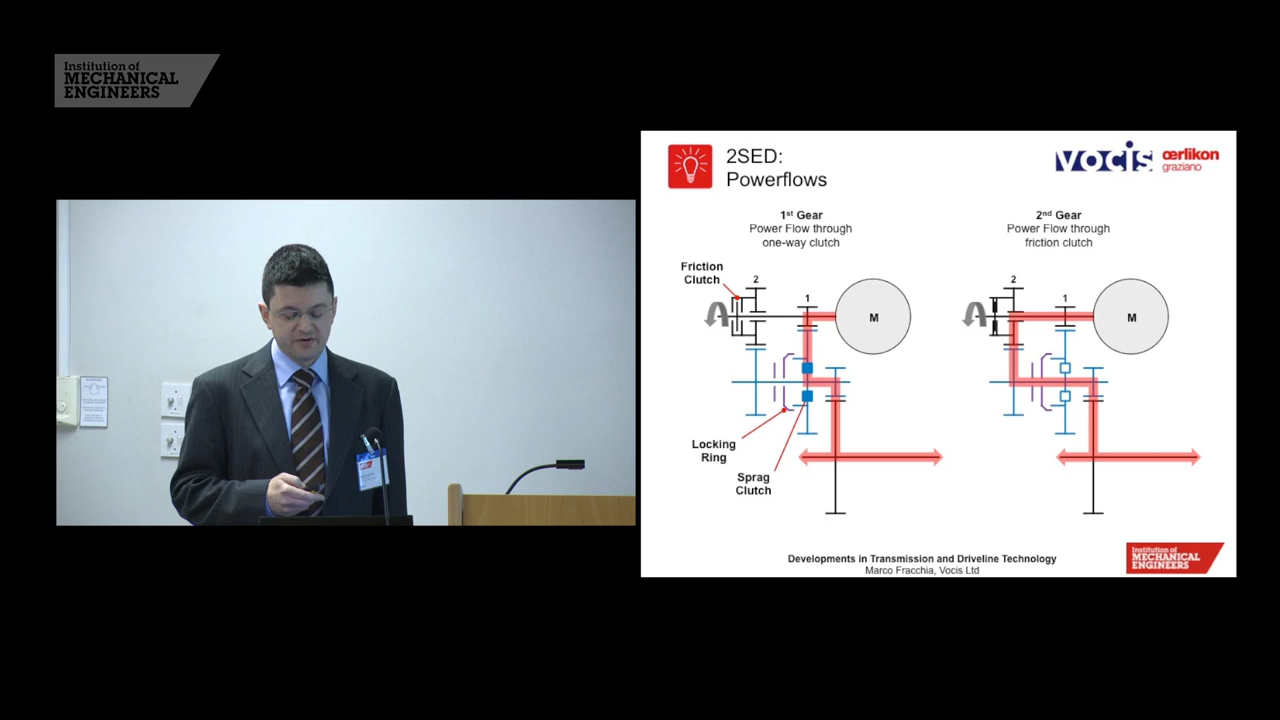 Institution of
MECHANICAL
ENGINEERS
2SED:
Powerflows
vocis
œrlikon
graziano
1st Gear
Power Flow through
one-way clutch
2nd Gear
Power Flow through
friction clutch
Friction
Clutch
2
1
M
2
1
M
Locking
Ring
Sprag
Clutch
Developments in Transmission and Driveline Technology
Marco Fracchia, Vocis Ltd
Institution of
MECHANICAL
ENGINEERS